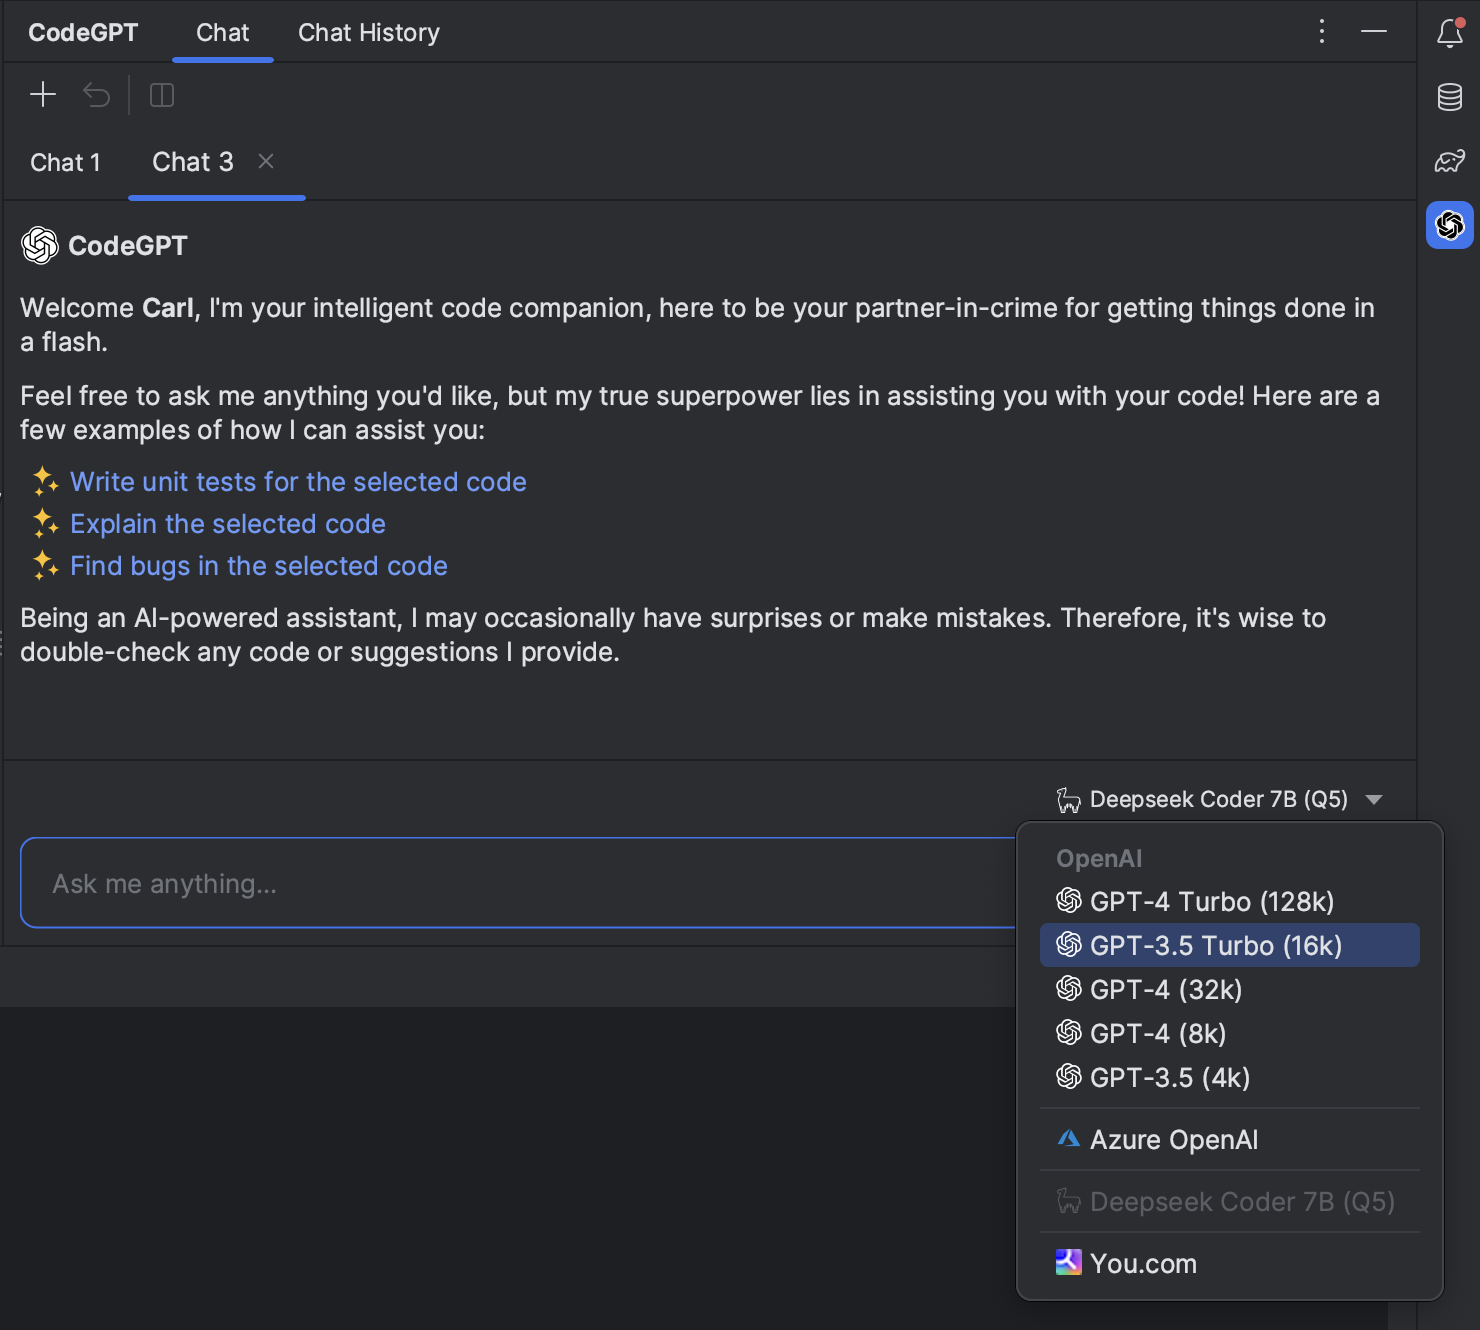 CodeGPT Chat Chat History
Chat 1 Chat 3
CodeGPT
Welcome Carl, I'm your intelligent code companion, here to be your partner-in-crime for getting things done in
a flash.
Feel free to ask me anything you'd like, but my true superpower lies in assisting you with your code! Here are a
few examples of how I can assist you:
Write unit tests for the selected code
Explain the selected code
Find bugs in the selected code
Being an AI-powered assistant, I may occasionally have surprises or make mistakes. Therefore, it's wise to
double-check any code or suggestions I provide.
Deepseek Coder 7B (Q5)
Ask me anything...
OpenAI
GPT-4 Turbo (128k)
GPT-3.5 Turbo (16k)
GPT-4 (32k)
GPT-4 (8k)
GPT-3.5 (4k)
Azure OpenAI
Deepseek Coder 7B (Q5)
You.com